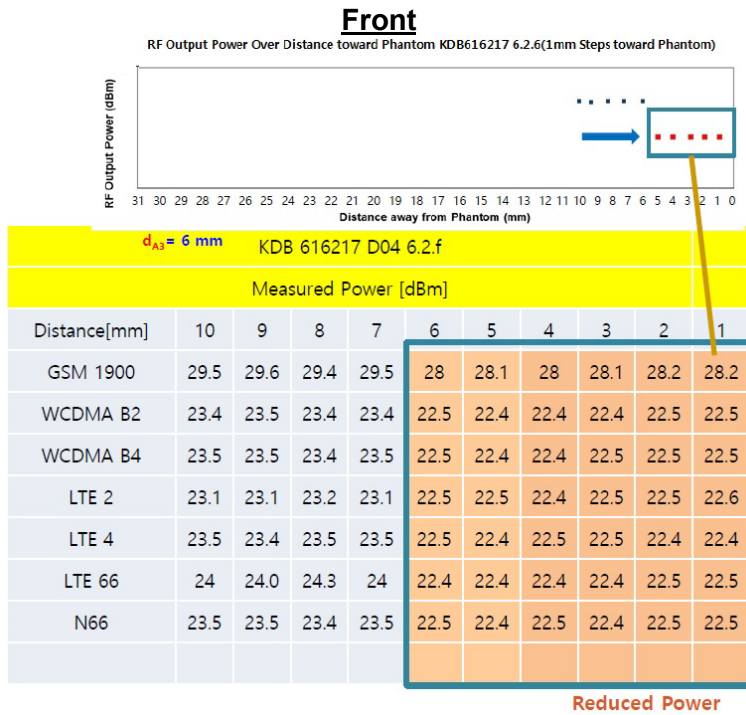 Front
RF Output Power Over Distance toward Phantom KDB616217 6.2.6(1mm Steps toward Phantom)
RF Output Power (dBm)
31 30 29 28 27 26 25 24 23 22 21 20 19 18 17 16 15 14 13 12 11 10 9 8 7 6 5 4 3 2 1 0
Distance away from Phantom (mm)
dA3= 6 mm KDB 616217 D04 6.2.f
Measured Power [dBm]
Distance[mm] 10 9 8 7 6 5 4 3 2 1
GSM 1900 29.5 29.6 29.4 29.5 28 28.1 28 28.1 28.2 28.2
WCDMA B2 23.4 23.5 23.4 23.4 22.5 22.4 22.4 22.4 22.5 22.5
WCDMA B4 23.5 23.5 23.4 23.5 22.5 22.4 22.4 22.5 22.5 22.5
LTE 2 23.1 23.1 23.2 23.1 22.5 22.5 22.4 22.5 22.5 22.6
LTE 4 23.5 23.4 23.5 23.5 22.5 22.4 22.5 22.5 22.4 22.4
LTE 66 24 24.0 24.3 24 22.4 22.4 22.4 22.4 22.5 22.5
N66 23.5 23.5 23.4 23.5 22.5 22.4 22.5 22.4 22.5 22.5
Reduced Power